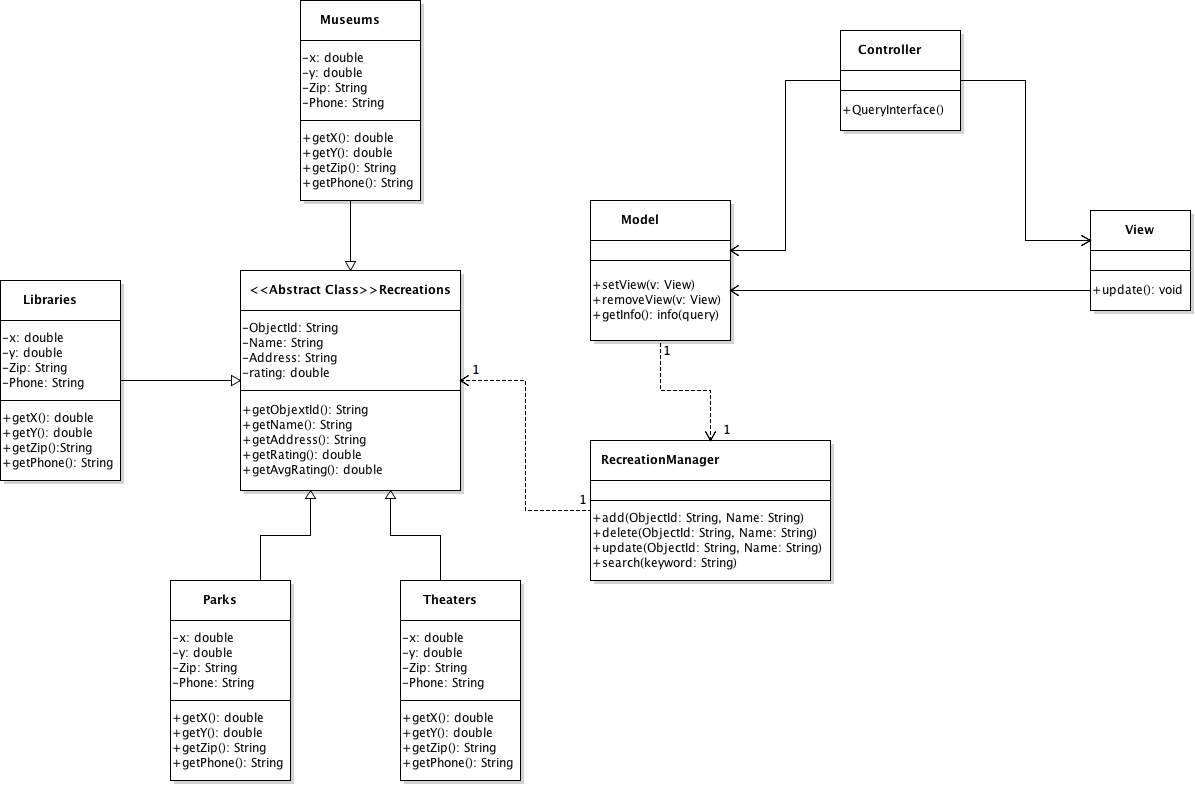 Museums
-x: double
-y: double
-Zip: String
-Phone: String
+getX(): double
+getY(): double
+getZip(): String
+getPhone(): String
Controller
+QueryInterface()
Model
+setView(v: View)
+removeView(v: View)
+getInfo(): info(query)
View
+update(): void
Libraries
-x: double
-y: double
-Zip: String
-Phone: String
+getX(): double
+getY(): double
+getZip():String
+getPhone(): String
<<Abstract Class>>Recreations
-ObjectId: String
-Name: String
-Address: String
-rating: double
+getObjextId(): String
+getName(): String
+getAddress(): String
+getRating(): double
+getAvgRating(): double
1
1
1
1
RecreationManager
+add(ObjectId: String, Name: String)
+delete(ObjectId: String, Name: String)
+update(ObjectId: String, Name: String)
+search(keyword: String)
Parks
-x: double
-y: double
-Zip: String
-Phone: String
+getX(): double
+getY(): double
+getZip(): String
+getPhone(): String
Theaters
-x: double
-y: double
-Zip: String
-Phone: String
+getX(): double
+getY(): double
+getZip(): String
+getPhone(): String